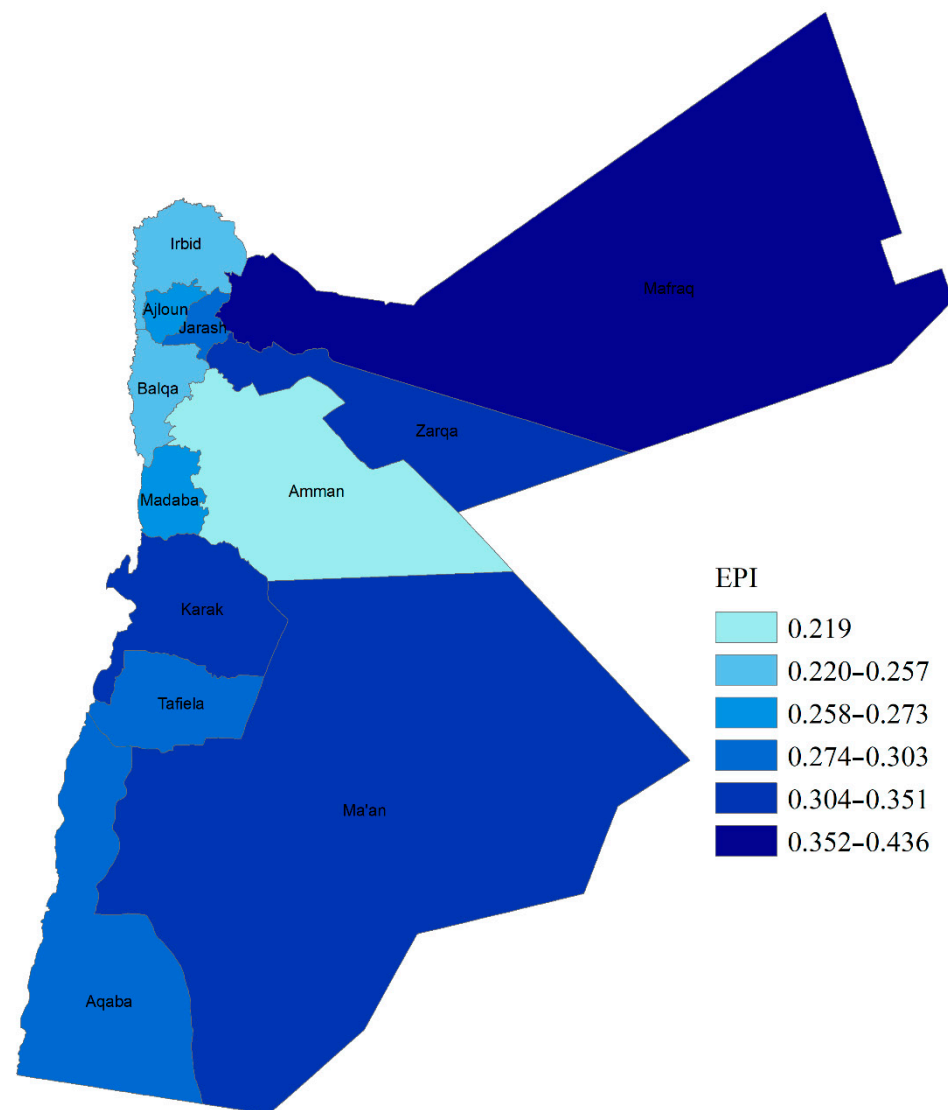 Irbid
Mafraq
Ajloun
Jarash
Balqa
Zarqa
Amman
Madaba
EPI
Karak
0.219
0.220–0.257
Tafiela
0.258–0.273
0.274–0.303
Ma'an
0.304–0.351
0.352–0.436
Aqaba